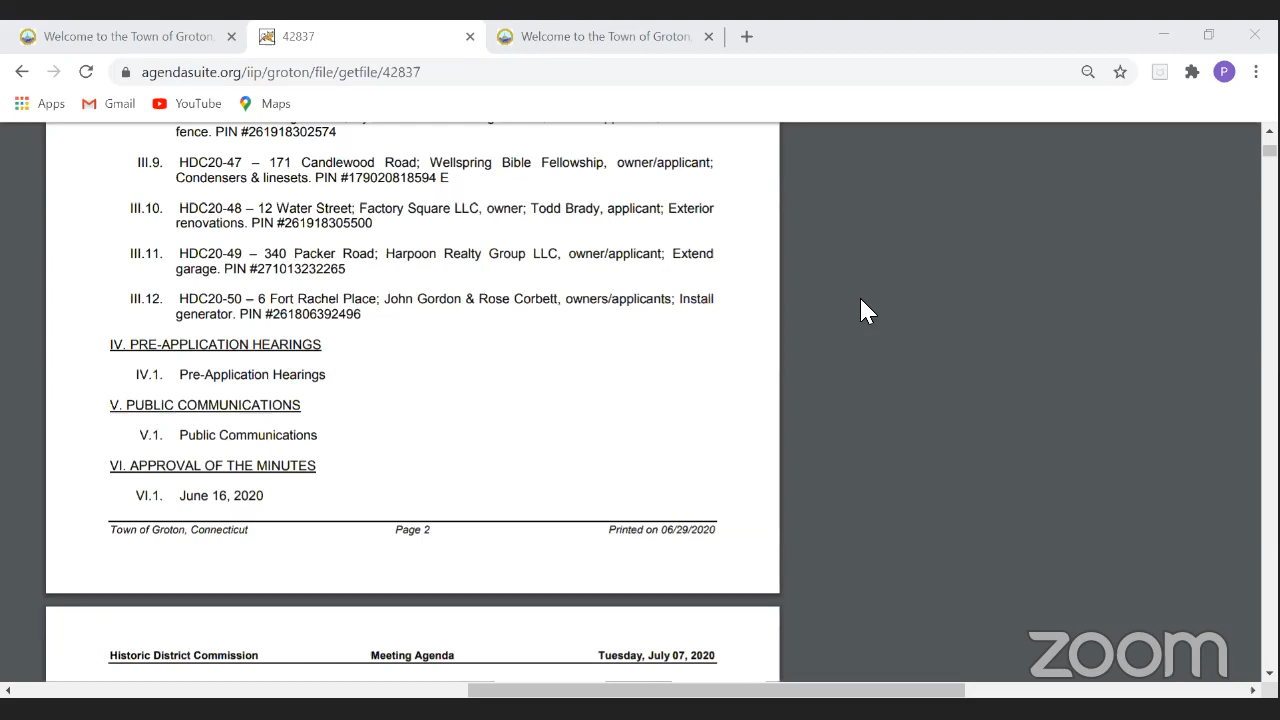 Welcome to the Town of Groton,
42837
Welcome to the Town of Groton,
agendasuite.org/iip/groton/file/getfile/42837
P
Apps
Gmail
YouTube
Maps
fence. PIN #261918302574
III.9. HDC20-47 – 171 Candlewood Road; Wellspring Bible Fellowship, owner/applicant;
Condensers & linesets. PIN #179020818594 E
III.10. HDC20-48 – 12 Water Street; Factory Square LLC, owner; Todd Brady, applicant; Exterior
renovations. PIN #261918305500
III.11. HDC20-49 – 340 Packer Road; Harpoon Realty Group LLC, owner/applicant; Extend
garage. PIN #271013232265
III.12. HDC20-50 – 6 Fort Rachel Place; John Gordon & Rose Corbett, owners/applicants; Install
generator. PIN #261806392496
IV. PRE-APPLICATION HEARINGS
IV.1. Pre-Application Hearings
V. PUBLIC COMMUNICATIONS
V.1. Public Communications
VI. APPROVAL OF THE MINUTES
VI.1. June 16, 2020
Town of Groton, Connecticut Page 2 Printed on 06/29/2020
Historic District Commission Meeting Agenda Tuesday, July 07, 2020
zoom